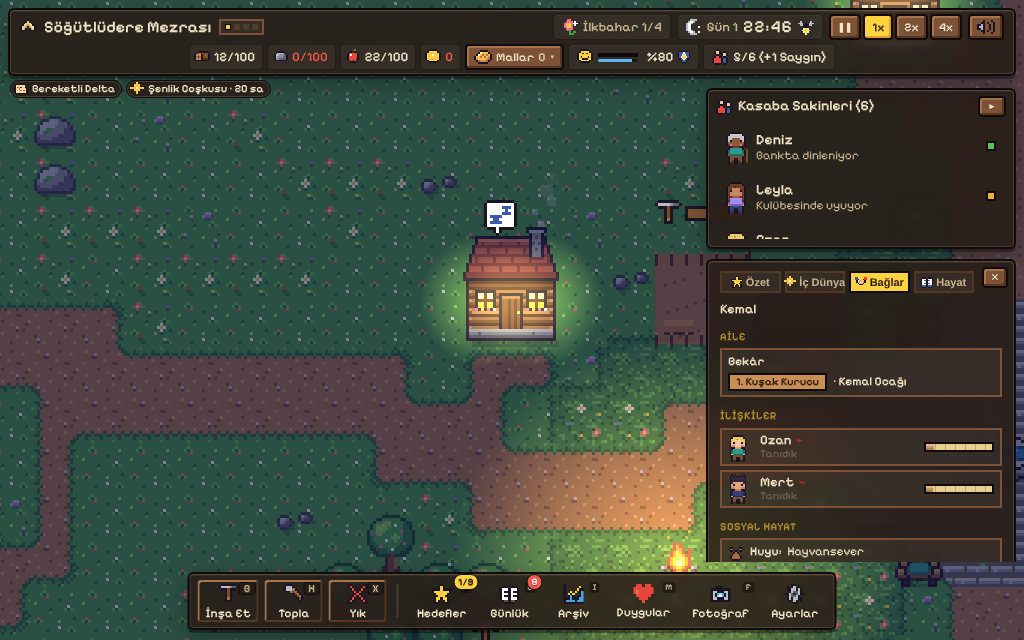 Söğütlüdere Mezrası
İlkbahar 1/4
Gün 1 22:46
1x
2x
4x
12/100
0/100
22/100
0
Mallar 0
%80
8/6 (+1 Saygın)
Bereketli Delta
Şenlik Coşkusu · 20 sa
Kasaba Sakinleri (6)
Deniz
Bankta dinleniyor
Leyla
Kulübesinde uyuyor
Özet
İç Dünya
Bağlar
Hayat
Kemal
AİLE
Bekâr
1. Kuşak Kurucu · Kemal Ocağı
İLİŞKİLER
Ozan
Tanıdık
Mert
Tanıdık
SOSYAL HAYAT
Huyu: Hayvansever
İnşa Et B
Topla H
Yık X
Hedefler 1/9
Günlük 8
Arşiv I
Duygular M
Fotoğraf F
Ayarlar